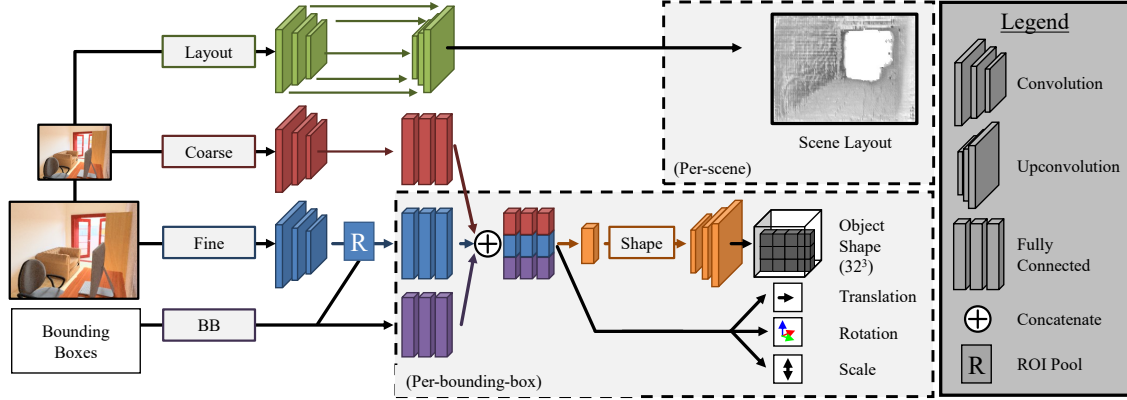 Layout
Coarse
Fine
R
BB
Bounding
Boxes
Scene Layout
(Per-scene)
Shape
Object
Shape
(32³)
Translation
Rotation
Scale
(Per-bounding-box)
Legend
Convolution
Upconvolution
Fully
Connected
Concatenate
R
ROI Pool